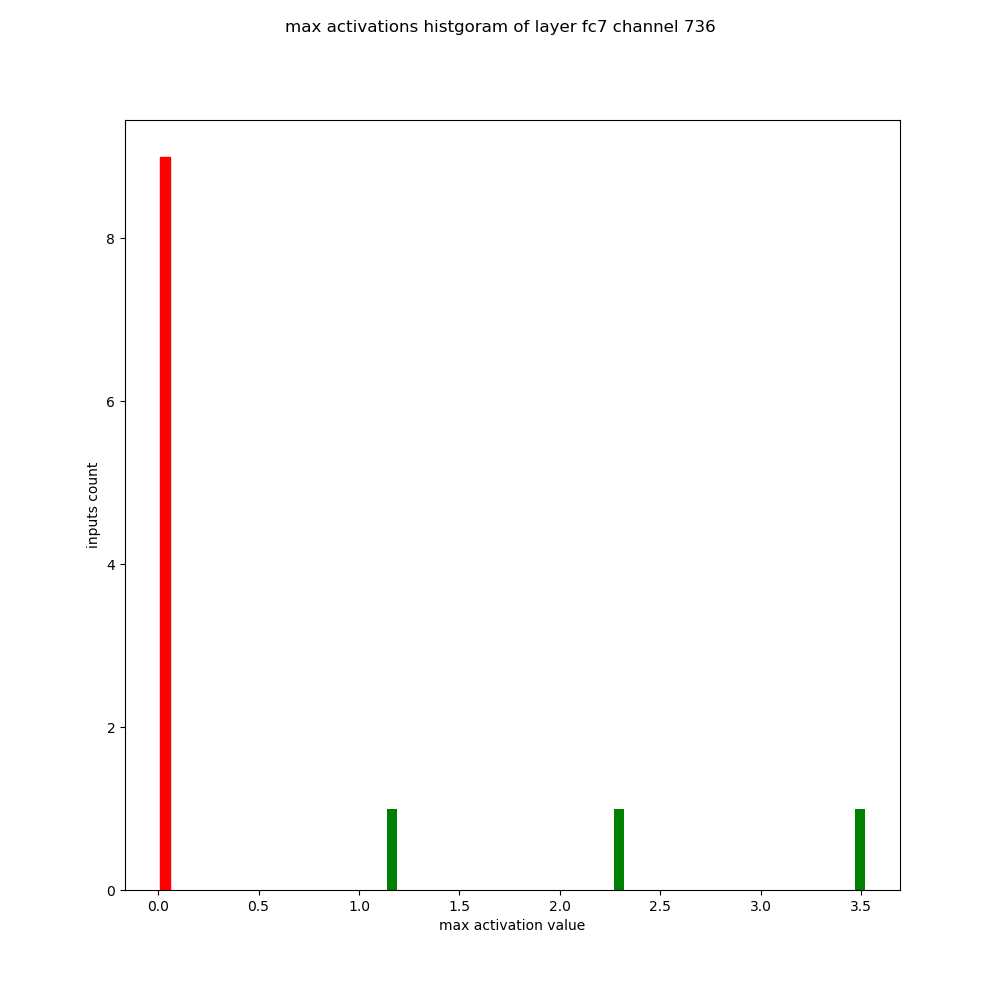 max activations histgoram of layer fc7 channel 736
8
6
4
2
0
inputs count
0.0 0.5 1.0 1.5 2.0 2.5 3.0 3.5
max activation value